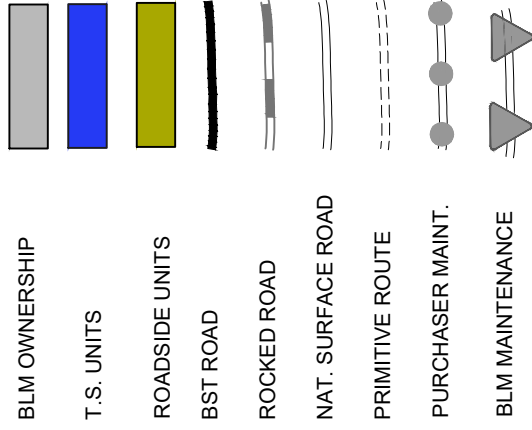 BLM OWNERSHIP
T.S. UNITS
ROADSIDE UNITS
BST ROAD
ROCKED ROAD
NAT. SURFACE ROAD
PRIMITIVE ROUTE
PURCHASER MAINT.
BLM MAINTENANCE